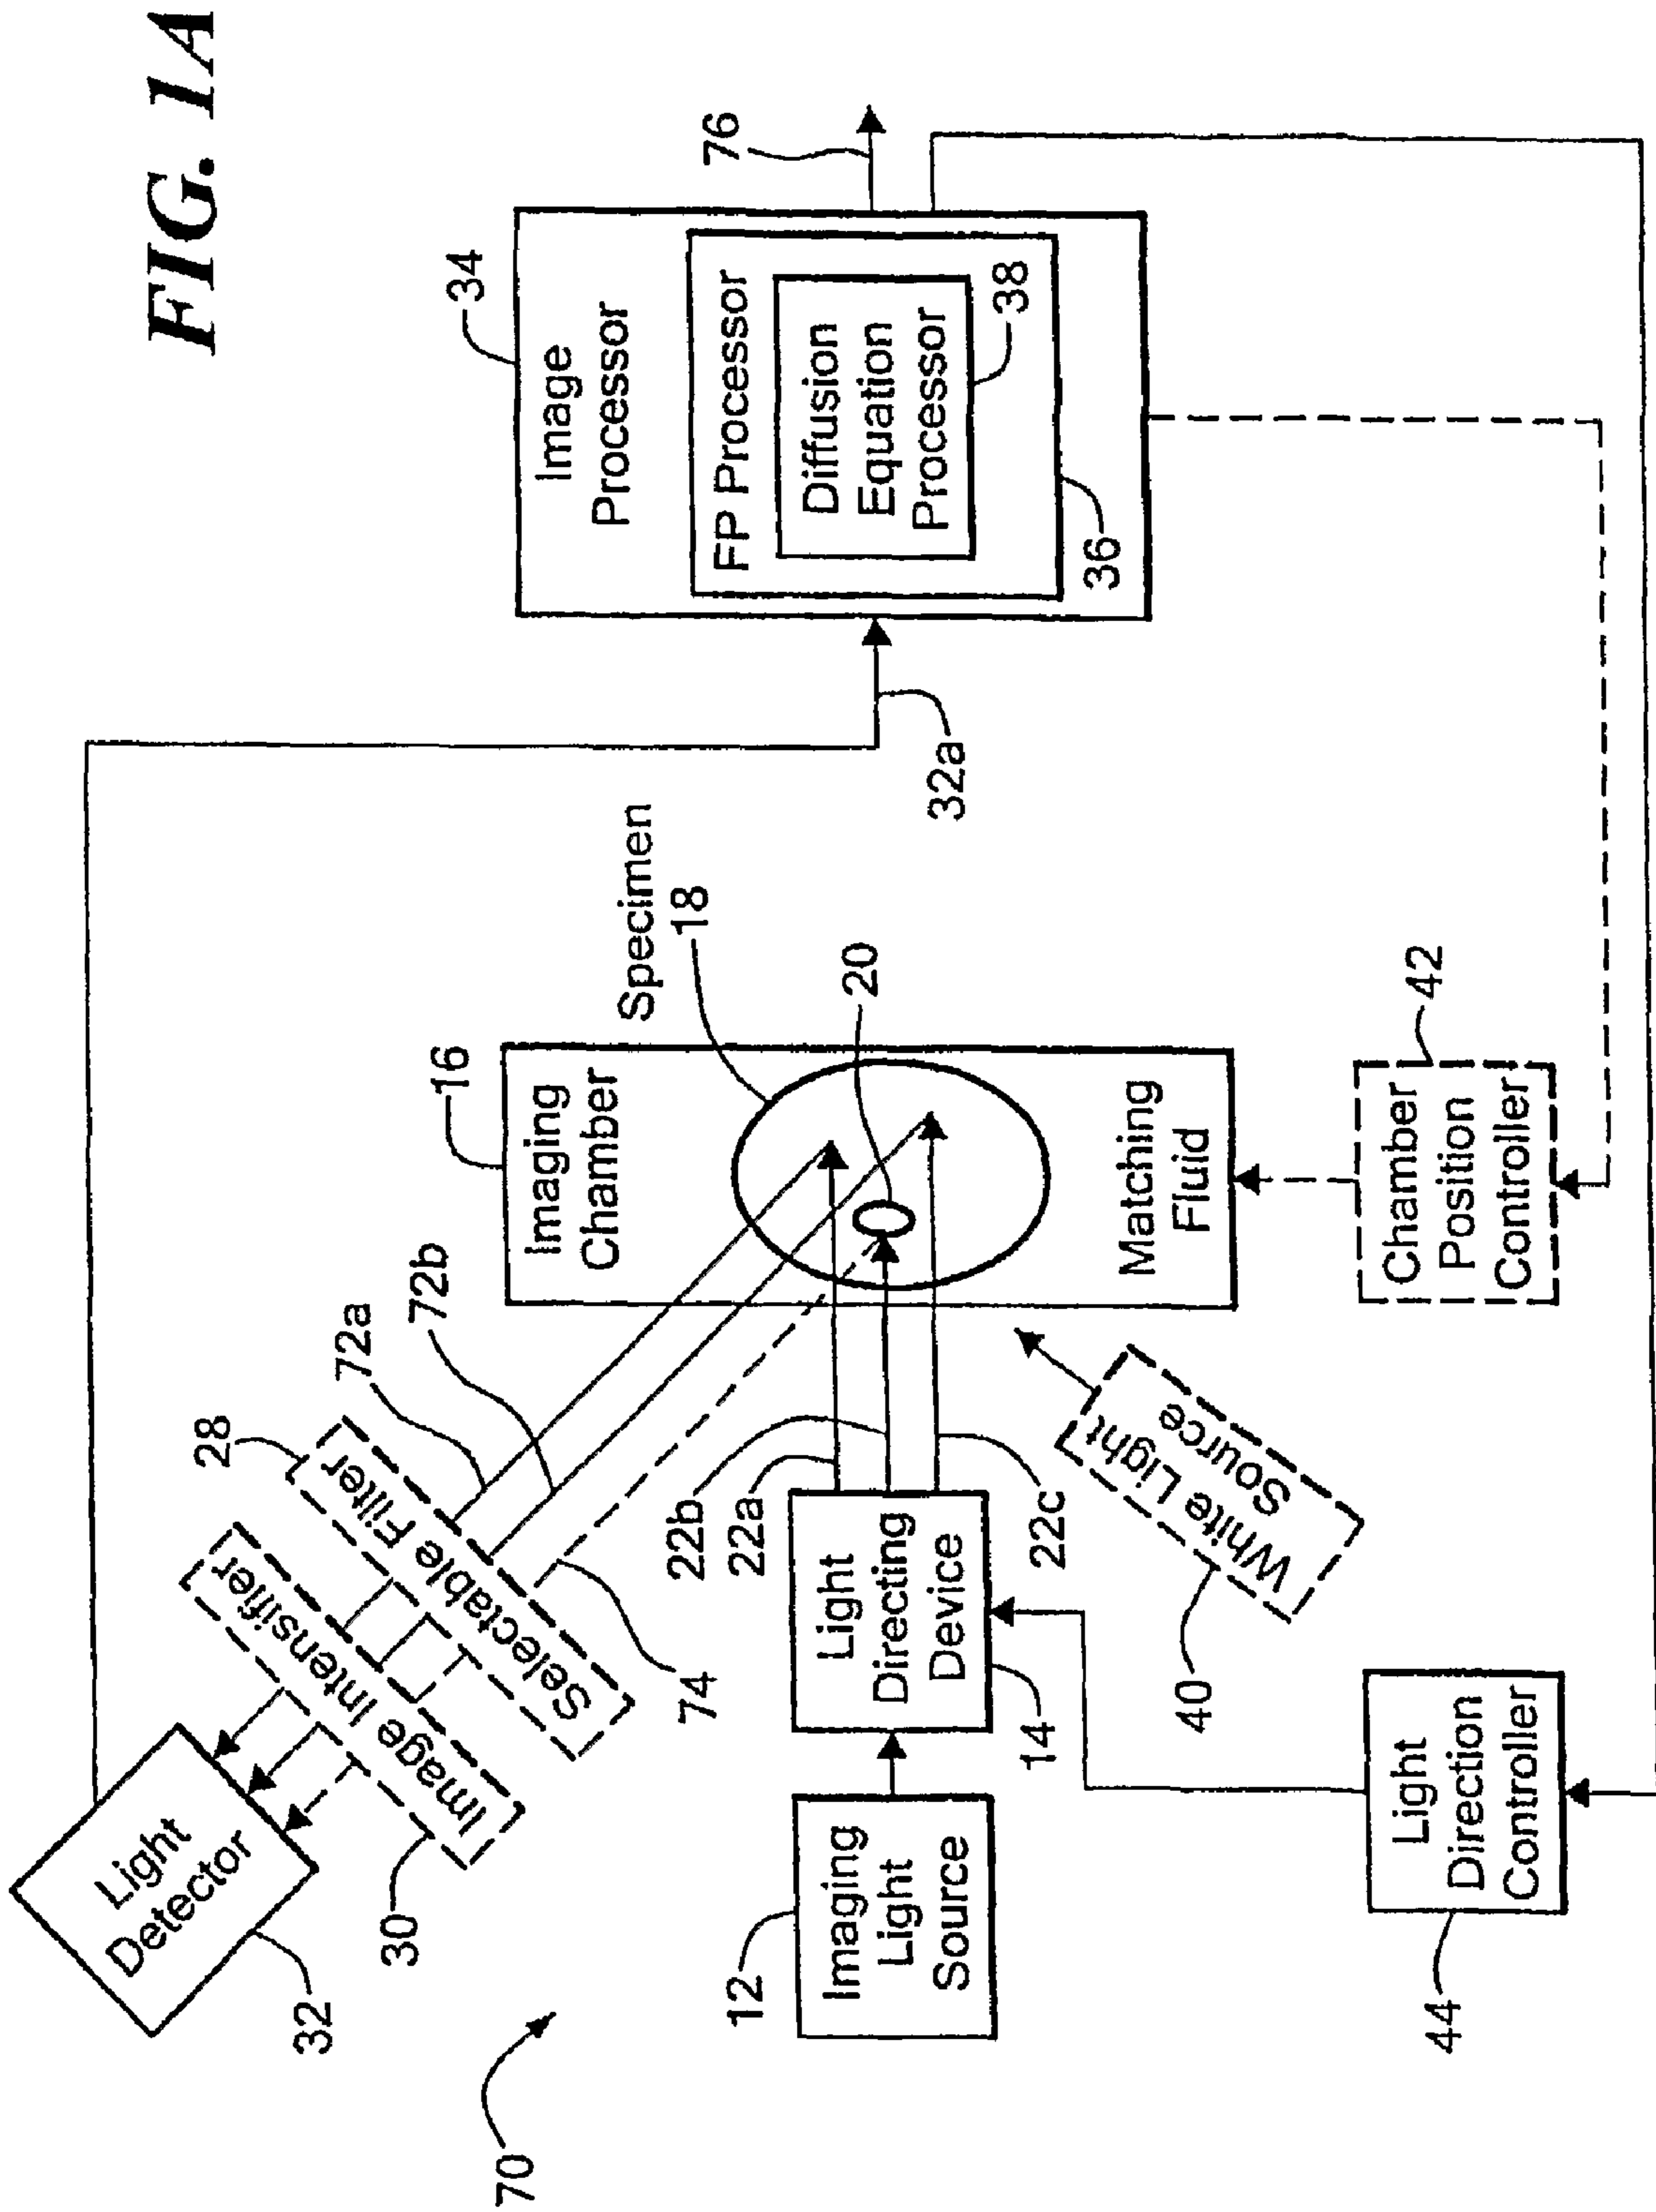 FIG. 1A
Light
Detector
32
Image Intensifier
30
Selectable Filter
28
72a
72b
74
70
Imaging
Light
Source
12
Light
Directing
Device
14
22b
22a
22c
White Light
Source
40
Imaging
Chamber
16
Specimen
18
20
Matching
Fluid
Chamber
Position
Controller
42
Light
Direction
Controller
44
32a
Image
Processor
34
FP Processor
36
Diffusion
Equation
Processor
38
76